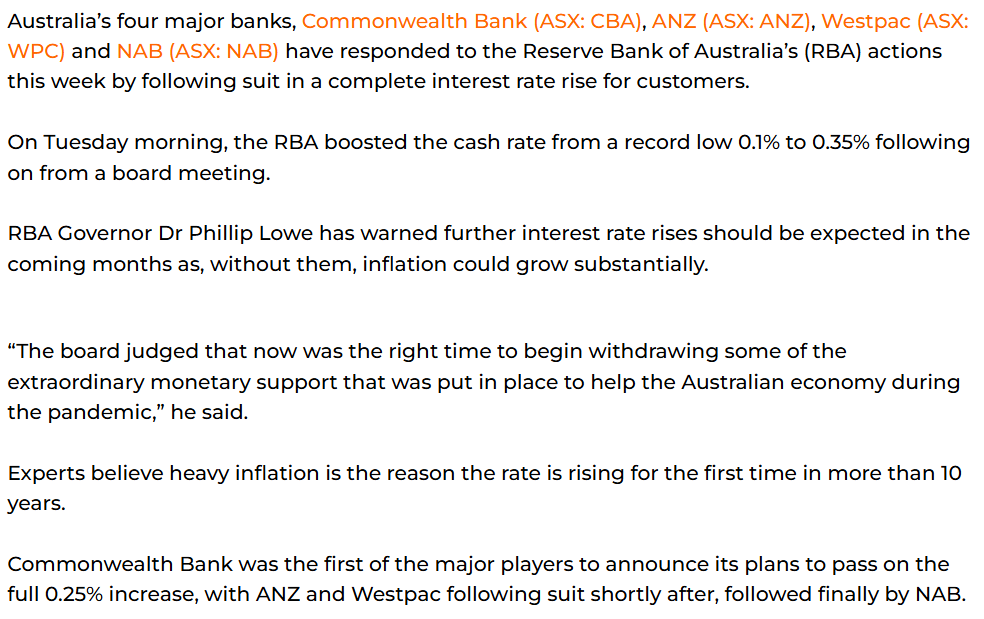 Australia’s four major banks, Commonwealth Bank (ASX: CBA), ANZ (ASX: ANZ), Westpac (ASX:
WPC) and NAB (ASX: NAB) have responded to the Reserve Bank of Australia’s (RBA) actions
this week by following suit in a complete interest rate rise for customers.
On Tuesday morning, the RBA boosted the cash rate from a record low 0.1% to 0.35% following
on from a board meeting.
RBA Governor Dr Phillip Lowe has warned further interest rate rises should be expected in the
coming months as, without them, inflation could grow substantially.
“The board judged that now was the right time to begin withdrawing some of the
extraordinary monetary support that was put in place to help the Australian economy during
the pandemic,” he said.
Experts believe heavy inflation is the reason the rate is rising for the first time in more than 10
years.
Commonwealth Bank was the first of the major players to announce its plans to pass on the
full 0.25% increase, with ANZ and Westpac following suit shortly after, followed finally by NAB.